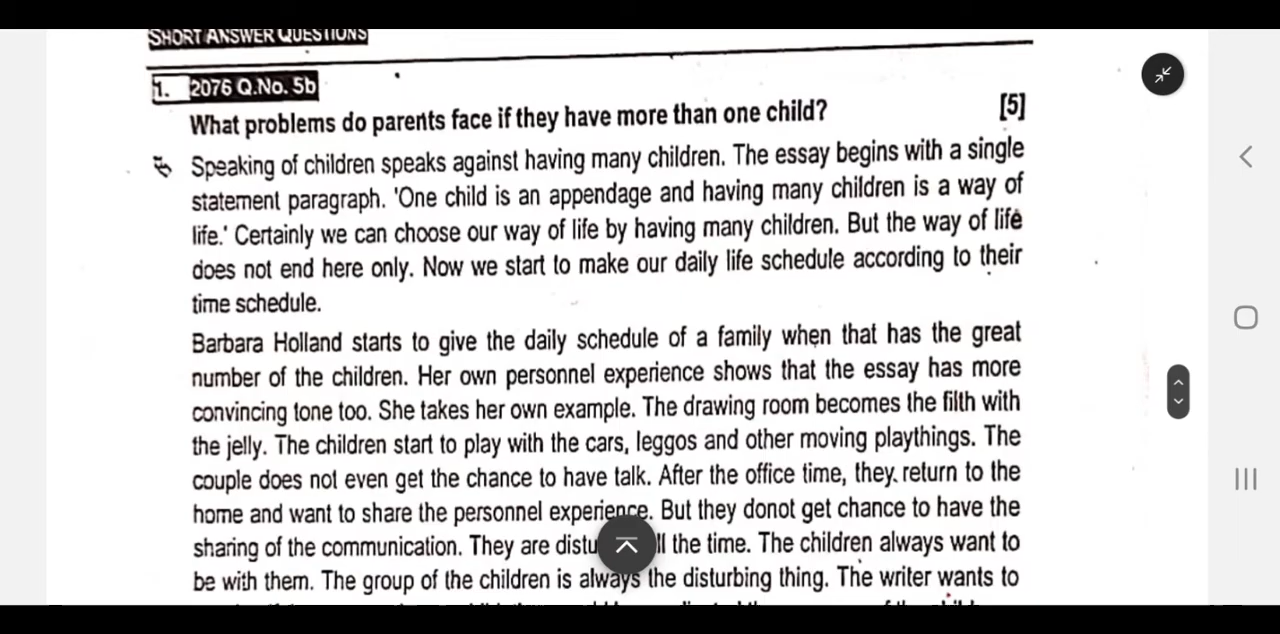 SHORT ANSWER QUESTIONS
1. 2076 Q.No. 5b
What problems do parents face if they have more than one child? [5]
Speaking of children speaks against having many children. The essay begins with a single
statement paragraph. 'One child is an appendage and having many children is a way of
life.' Certainly we can choose our way of life by having many children. But the way of life
does not end here only. Now we start to make our daily life schedule according to their
time schedule.
Barbara Holland starts to give the daily schedule of a family when that has the great
number of the children. Her own personnel experience shows that the essay has more
convincing tone too. She takes her own example. The drawing room becomes the filth with
the jelly. The children start to play with the cars, leggos and other moving playthings. The
couple does not even get the chance to have talk. After the office time, they return to the
home and want to share the personnel experience. But they donot get chance to have the
sharing of the communication. They are distu ll the time. The children always want to
be with them. The group of the children is always the disturbing thing. The writer wants to